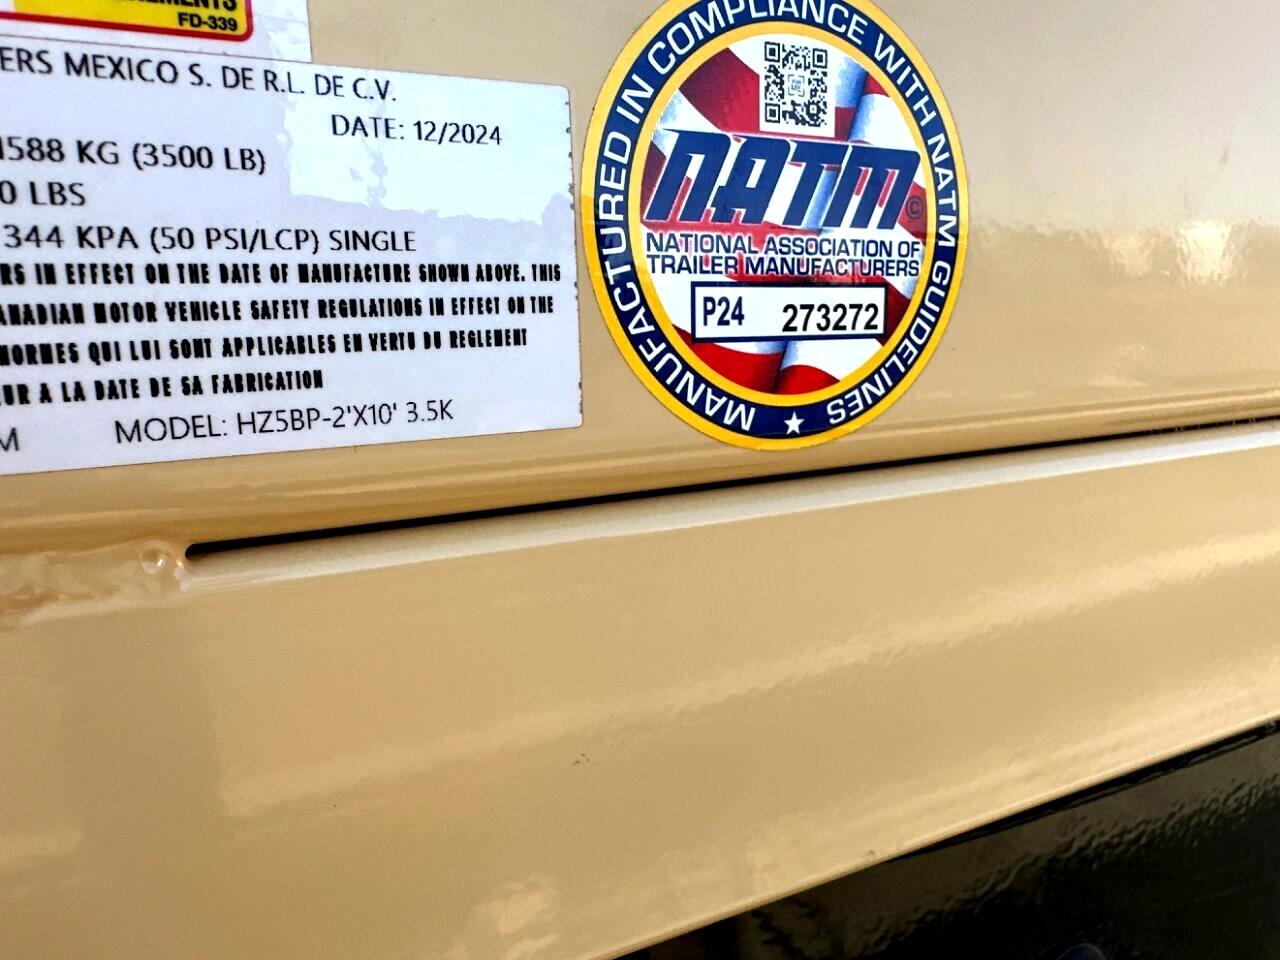 FD-339
ERS MEXICO S. DE R.L. DE C.V.
DATE: 12/2024
1588 KG (3500 LB)
0 LBS
344 KPA (50 PSI/LCP) SINGLE
RS IN EFFECT ON THE DATE OF MANUFACTURE SHOWN ABOVE. THIS
ANADIAN MOTOR VEHICLE SAFETY REGULATIONS IN EFFECT ON THE
NORMES QUI LUI SONT APPLICABLES EN VERTU DU REGLEMENT
EUR A LA DATE DE SA FABRICATION
M MODEL: HZ5BP-2'X10' 3.5K
MANUFACTURED IN COMPLIANCE WITH NATM GUIDELINES
NATM©
NATIONAL ASSOCIATION OF
TRAILER MANUFACTURERS
P24 273272